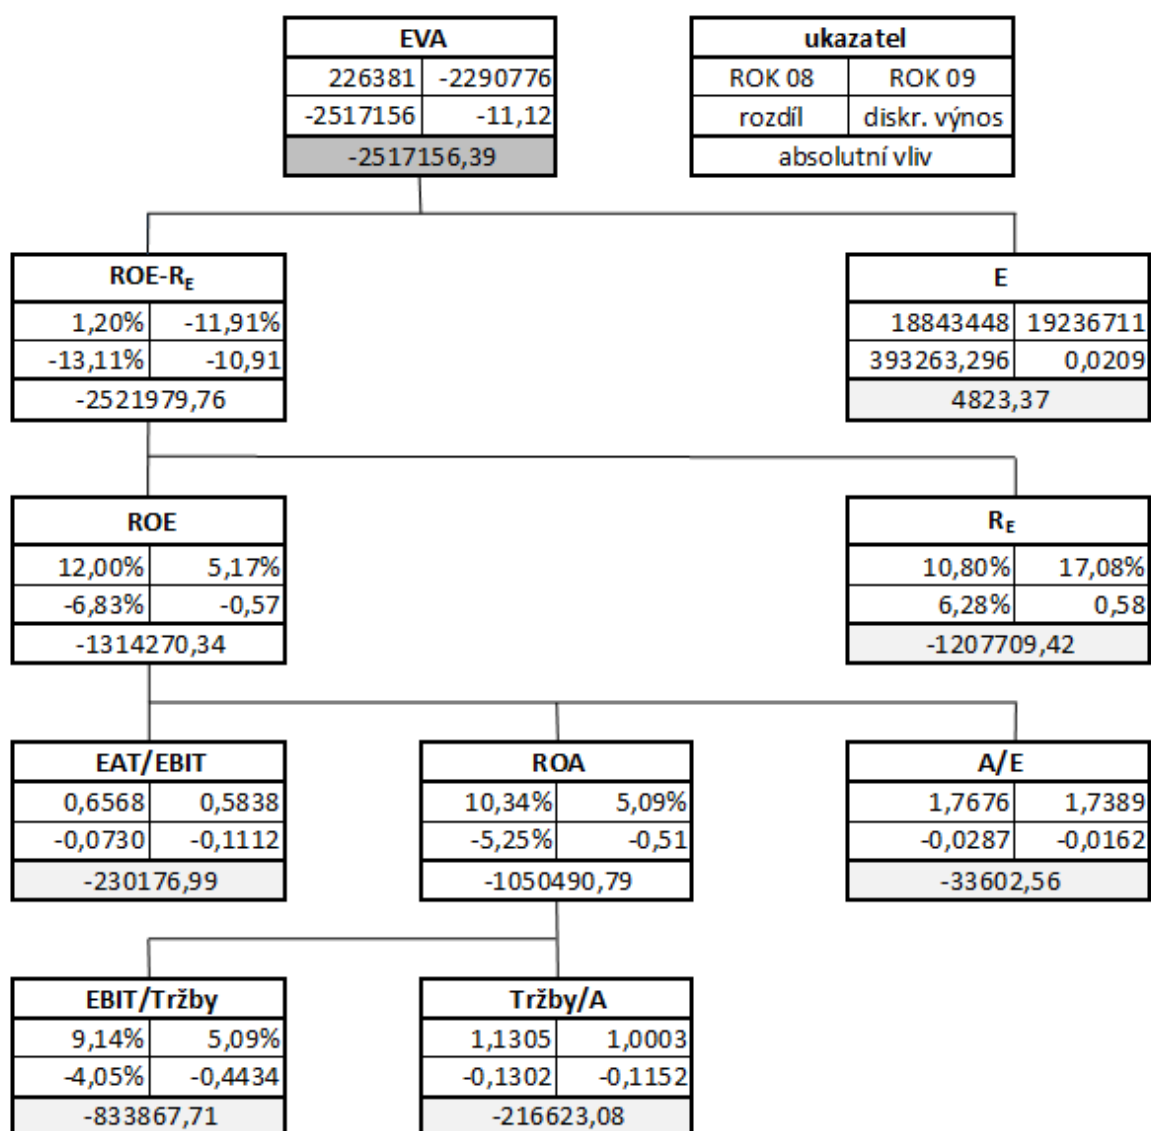 EVA
226381 -2290776
-2517156 -11,12
-2517156,39
ukazatel
ROK 08 ROK 09
rozdíl diskr. výnos
absolutní vliv
ROE-RE
1,20% -11,91%
-13,11% -10,91
-2521979,76
E
18843448 19236711
393263,296 0,0209
4823,37
ROE
12,00% 5,17%
-6,83% -0,57
-1314270,34
RE
10,80% 17,08%
6,28% 0,58
-1207709,42
EAT/EBIT
0,6568 0,5838
-0,0730 -0,1112
-230176,99
ROA
10,34% 5,09%
-5,25% -0,51
-1050490,79
A/E
1,7676 1,7389
-0,0287 -0,0162
-33602,56
EBIT/Tržby
9,14% 5,09%
-4,05% -0,4434
-833867,71
Tržby/A
1,1305 1,0003
-0,1302 -0,1152
-216623,08